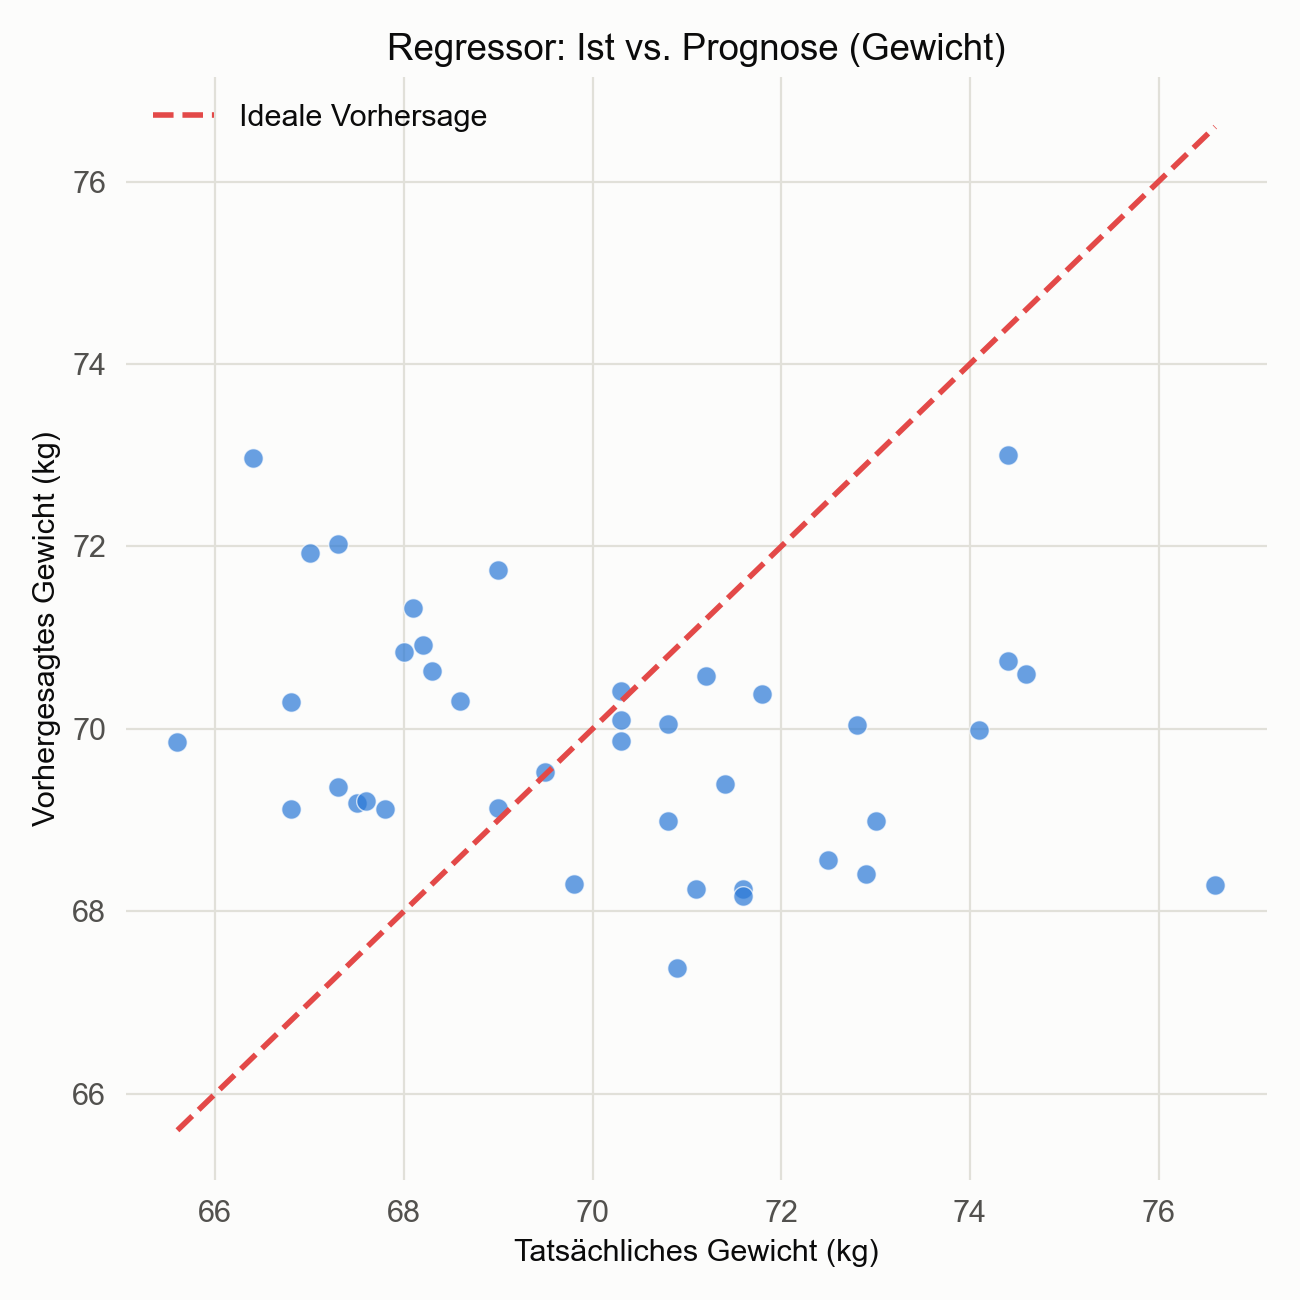 Regressor: Ist vs. Prognose (Gewicht)
Ideale Vorhersage
76
74
72
70
68
66
Vorhergesagtes Gewicht (kg)
66 68 70 72 74 76
Tatsächliches Gewicht (kg)